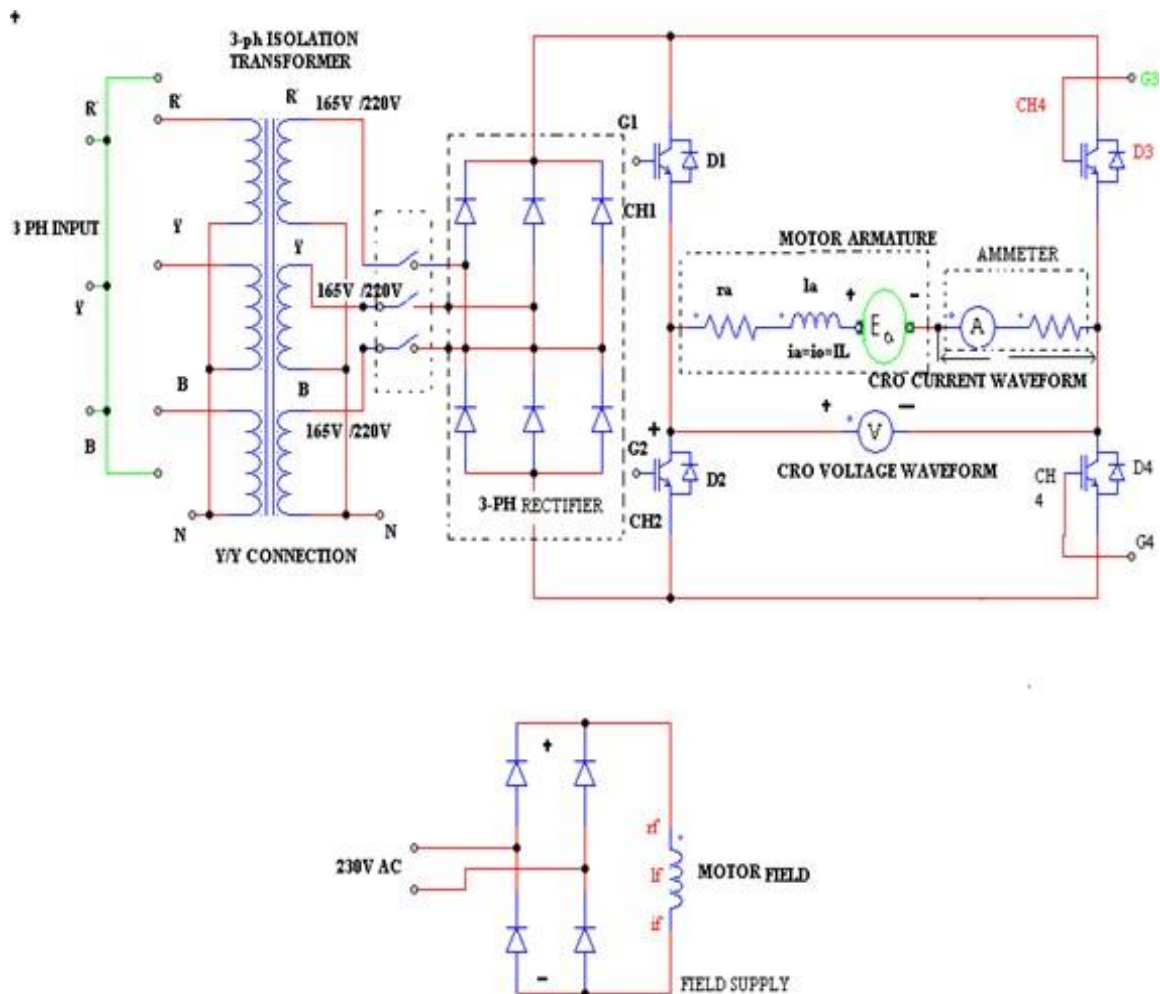 3-ph ISOLATION
TRANSFORMER
R
R
R
165V /220V
3 PH INPUT
Y
Y
Y
165V /220V
B
B
B
165V /220V
N
N
Y/Y CONNECTION
3-PH RECTIFIER
G1
D1
CH1
G2
D2
CH2
G3
CH4
D3
MOTOR ARMATURE
AMMETER
ra
la
+
-
Ea
A
ia=io=IL
CRO CURRENT WAVEFORM
+
+
V
-
CRO VOLTAGE WAVEFORM
CH
4
D4
G4
+
230V AC
rf
lf
if
MOTOR FIELD
-
FIELD SUPPLY